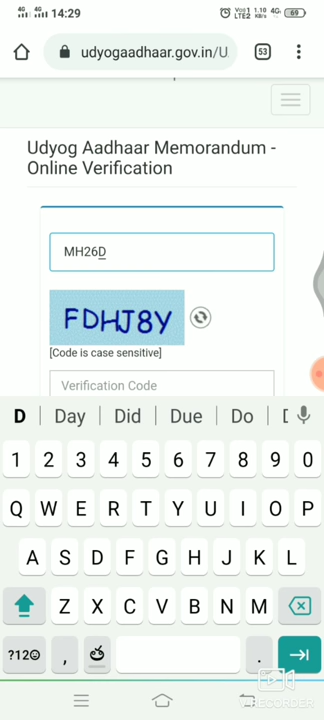 4G 4G 14:29 Vo) 1 LTE2 1.10 KB/s 4G 69
udyogaadhaar.gov.in/U 53
Udyog Aadhaar Memorandum -
Online Verification
MH26D
FDHJ8Y
[Code is case sensitive]
Verification Code
D Day Did Due Do
1 2 3 4 5 6 7 8 9 0
Q W E R T Y U I O P
A S D F G H J K L
Z X C V B N M
?12☺ , .
VRECORDER